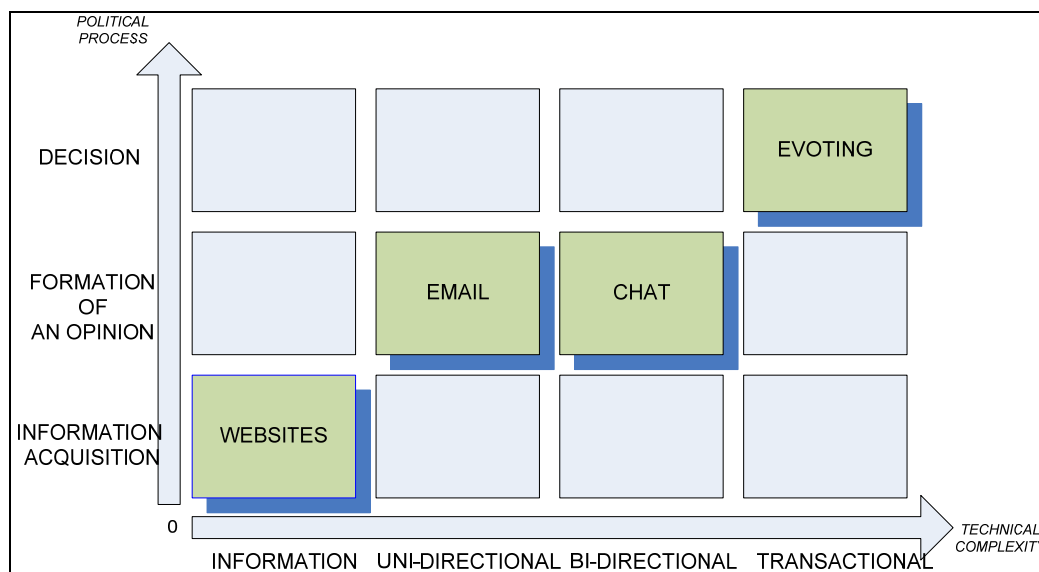 POLITICAL
PROCESS
DECISION
EVOTING
FORMATION
OF
AN OPINION
EMAIL
CHAT
INFORMATION
ACQUISITION
WEBSITES
0
TECHNICAL
COMPLEXITY
INFORMATION
UNI-DIRECTIONAL
BI-DIRECTIONAL
TRANSACTIONAL